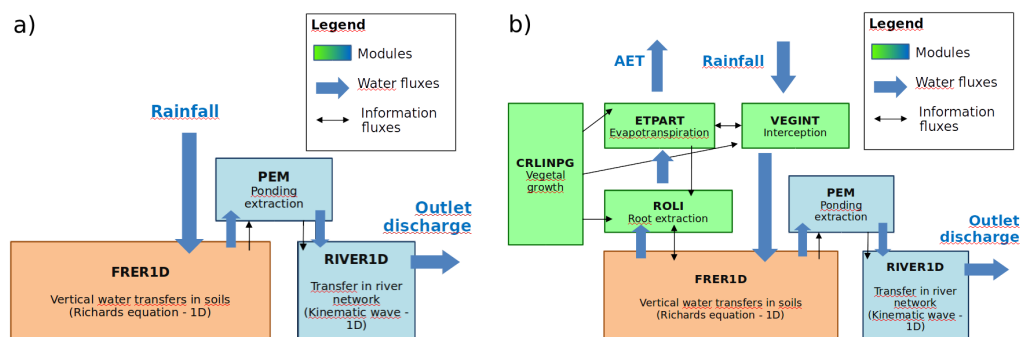 a)
Legend
Modules
Water fluxes
Information
fluxes
Rainfall
PEM
Ponding
extraction
Outlet
discharge
FRER1D
Vertical water transfers in soils
(Richards equation - 1D)
RIVER1D
Transfer in river
network
(Kinematic wave -
1D)
b)
Legend
Modules
Water fluxes
Information
fluxes
AET
Rainfall
ETPART
Evapotranspiration
VEGINT
Interception
CRLINPG
Vegetal
growth
ROLI
Root extraction
PEM
Ponding
extraction
Outlet
discharge
FRER1D
Vertical water transfers in soils
(Richards equation - 1D)
RIVER1D
Transfer in river
network
(Kinematic wave -
1D)